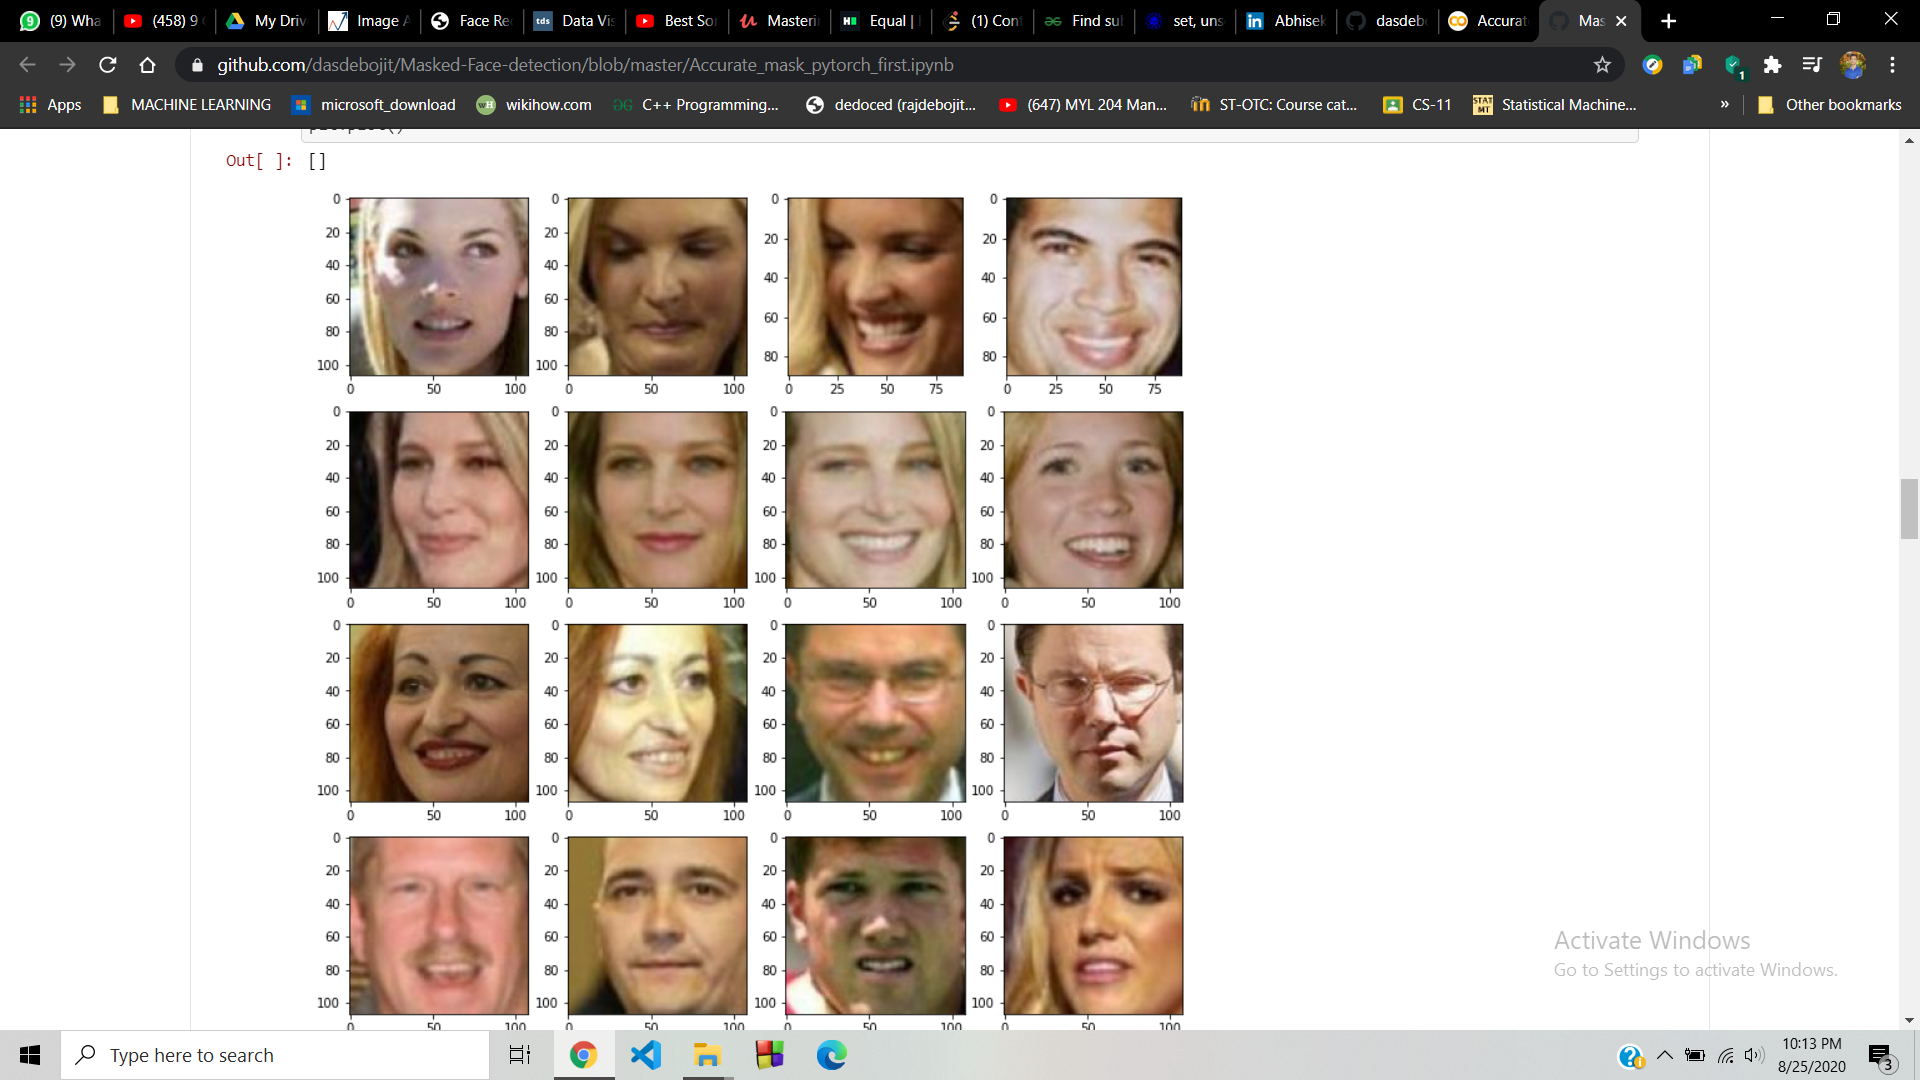 (9) Wha
(458) 9
My Driv
Image A
Face Re
tds Data Vis
Best So
Masteri
Equal |
(1) Con
Find su
set, uns
in Abhisek
dasdeb
Accurat
Mas
github.com/dasdebojit/Masked-Face-detection/blob/master/Accurate_mask_pytorch_first.ipynb
1
Apps
MACHINE LEARNING
microsoft_download
wikihow.com
C++ Programming...
dedoced (rajdebojit...
(647) MYL 204 Man...
ST-OTC: Course cat...
CS-11
Statistical Machine...
»
Other bookmarks
Out[ ]: []
0 20 40 60 80 100
0 50 100
0 20 40 60 80 100
0 50 100
0 20 40 60 80
0 25 50 75
0 20 40 60 80
0 25 50 75
0 20 40 60 80 100
0 50 100
0 20 40 60 80 100
0 50 100
0 20 40 60 80 100
0 50 100
0 20 40 60 80 100
0 50 100
0 20 40 60 80 100
0 50 100
0 20 40 60 80 100
0 50 100
0 20 40 60 80 100
0 50 100
0 20 40 60 80 100
0 50 100
0 20 40 60 80 100
0 50 100
0 20 40 60 80 100
0 50 100
0 20 40 60 80 100
0 50 100
0 20 40 60 80 100
0 50 100
Activate Windows
Go to Settings to activate Windows.
Type here to search
10:13 PM
8/25/2020
3